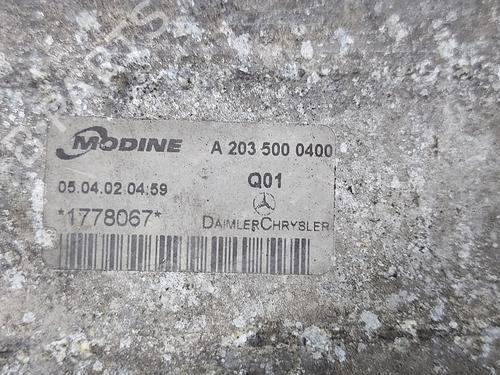 MODINE
A 203 500 0400
Q01
05.04.02 04:59
*1778067*
DAIMLERCHRYSLER